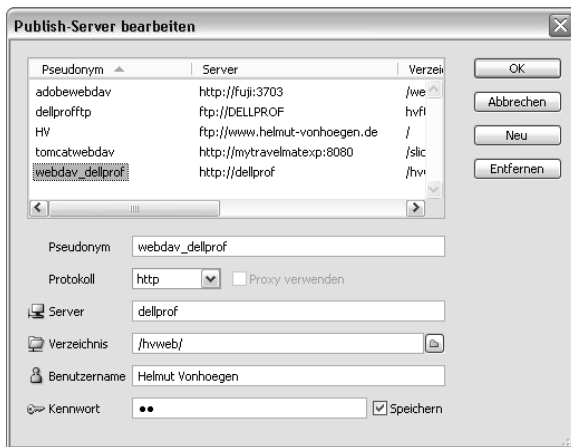 Publish-Server bearbeiten
Pseudonym Server Verzei
adobewebdav http://fuji:3703 /we
dellprofftp ftp://DELLPROF hvft
HV ftp://www.helmut-vonhoegen.de /
tomcatwebdav http://mytravelmatexp:8080 /slic
webdav_dellprof http://dellprof /hv
OK
Abbrechen
Neu
Entfernen
Pseudonym webdav_dellprof
Protokoll http Proxy verwenden
Server dellprof
Verzeichnis /hvweb/
Benutzername Helmut Vonhoegen
Kennwort ●● Speichern